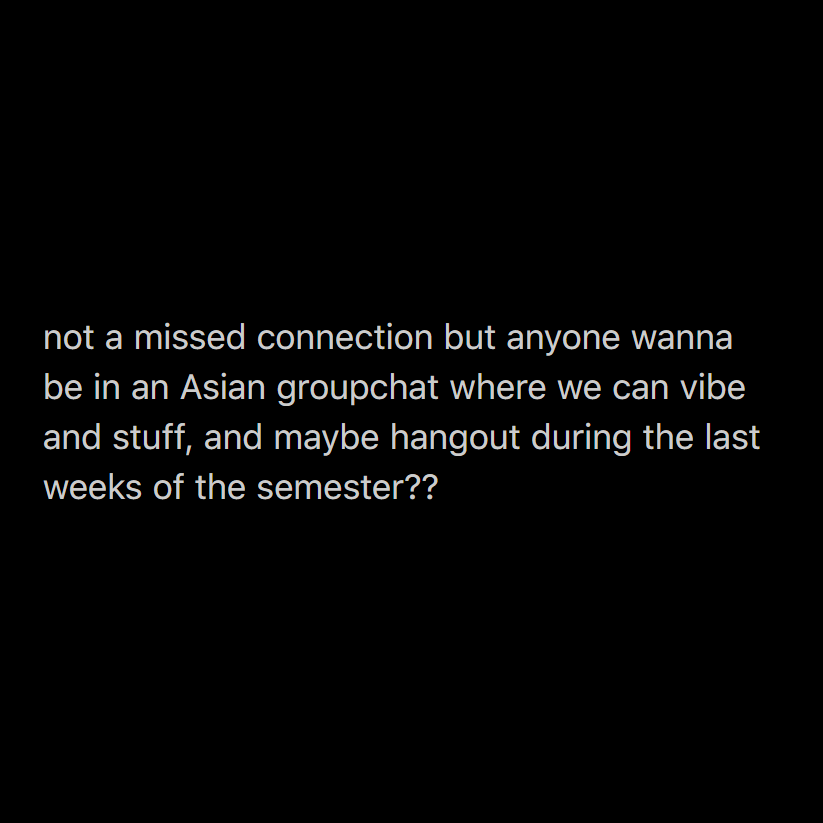 not a missed connection but anyone wanna
be in an Asian groupchat where we can vibe
and stuff, and maybe hangout during the last
weeks of the semester??